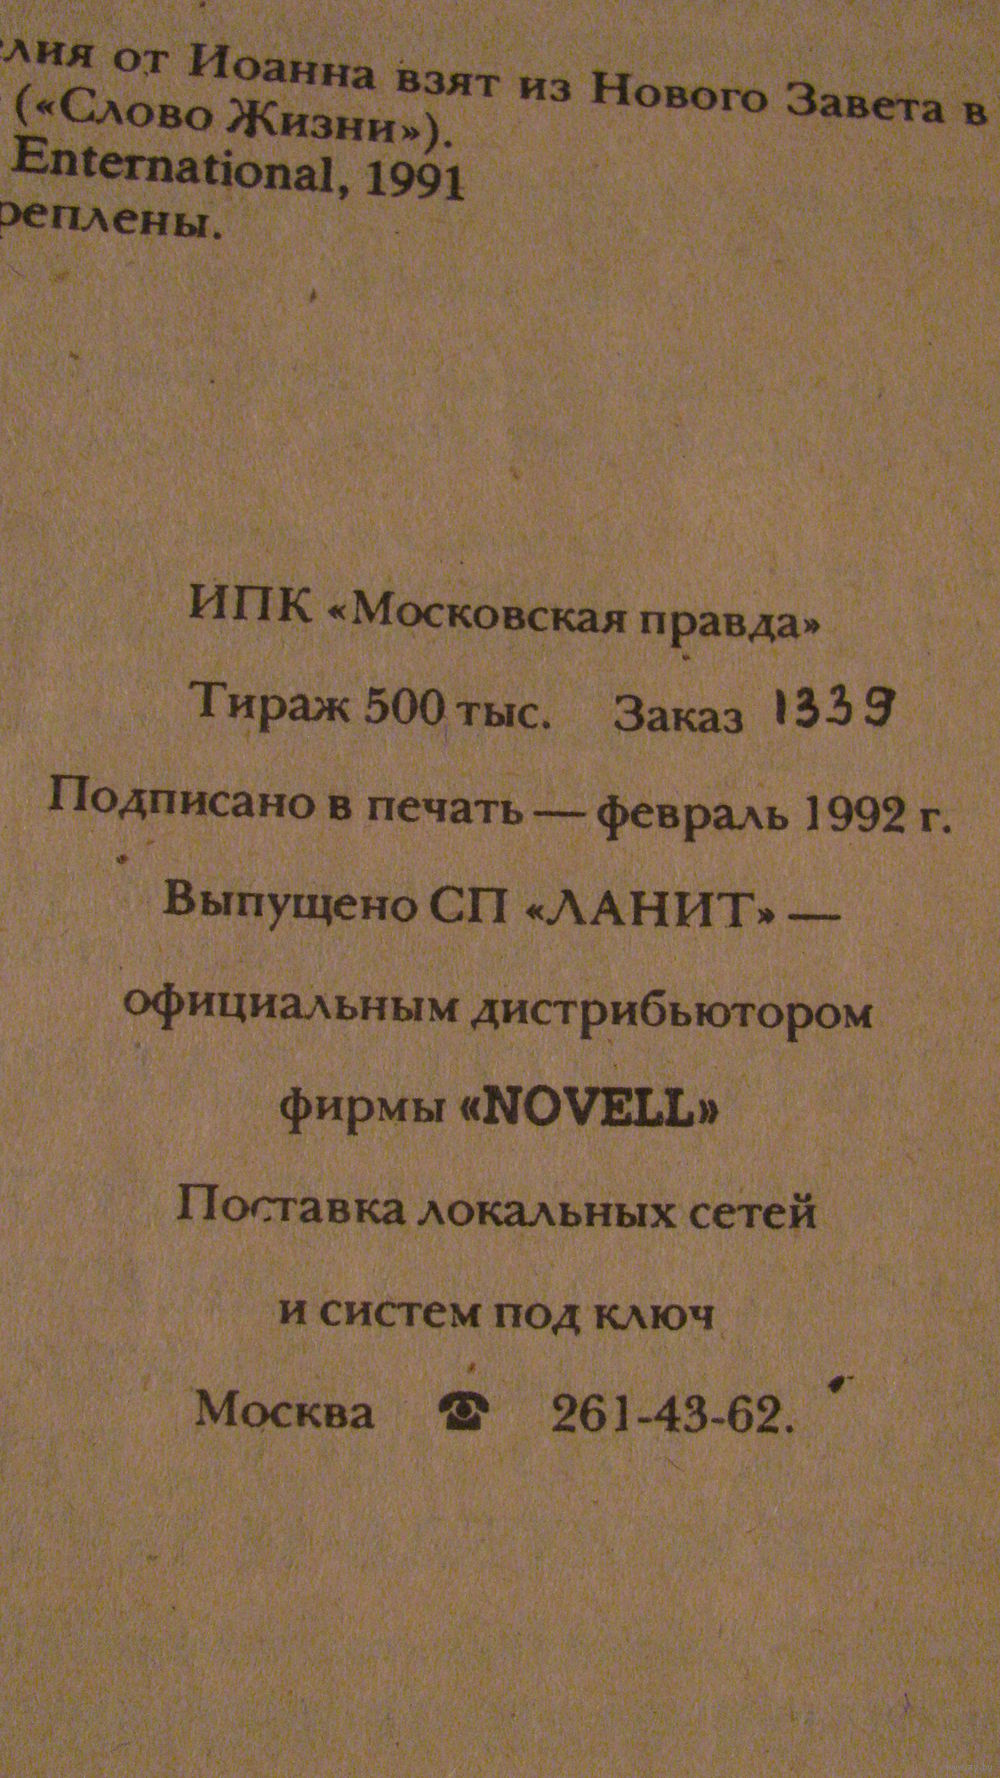 елия от Иоанна взят из Нового Завета в
(«Слово Жизни»).
Enternational, 1991
реплены.
ИПК «Московская правда»
Тираж 500 тыс. Заказ 1339
Подписано в печать — февраль 1992 г.
Выпущено СП «ЛАНИТ» —
официальным дистрибьютором
фирмы «NOVELL»
Поставка локальных сетей
и систем под ключ
Москва ☎ 261-43-62.